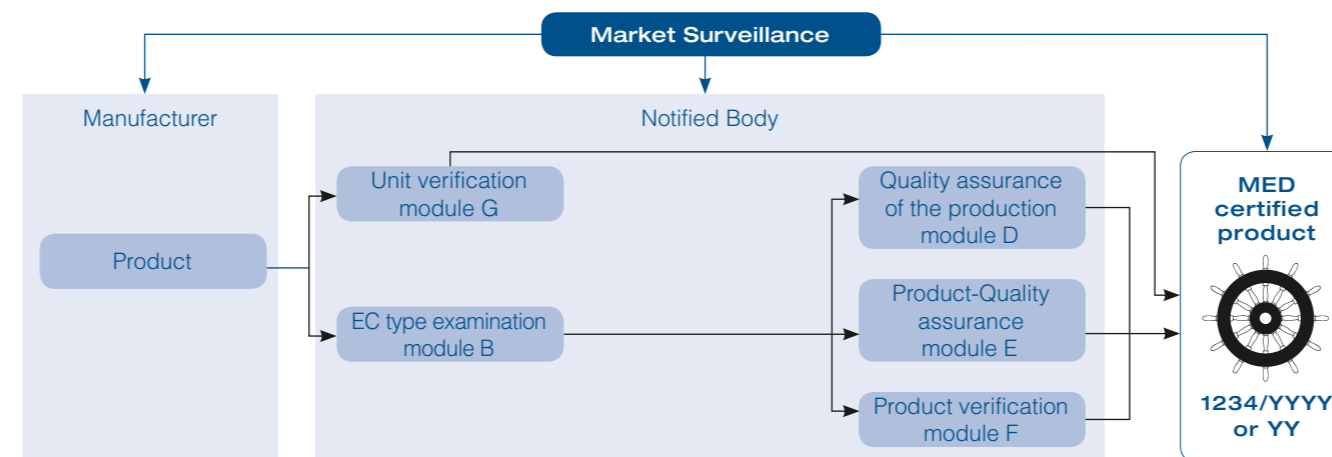 Market Surveillance
Manufacturer
Notified Body
Product
Unit verification
module G
EC type examination
module B
Quality assurance
of the production
module D
Product-Quality
assurance
module E
Product verification
module F
MED
certified
product
1234/YYYY
or YY